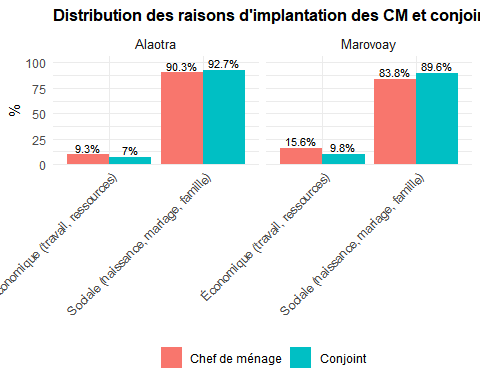 Distribution des raisons d'implantation des CM et conjoin
Alaotra
Marovoay
%
100
75
50
25
0
9.3%
7%
90.3%
92.7%
15.6%
9.8%
83.8%
89.6%
conomique (travail, ressources)
Sociale (naissance, mariage, famille)
Économique (travail, ressources)
Sociale (naissance, mariage, famille)
Chef de ménage
Conjoint